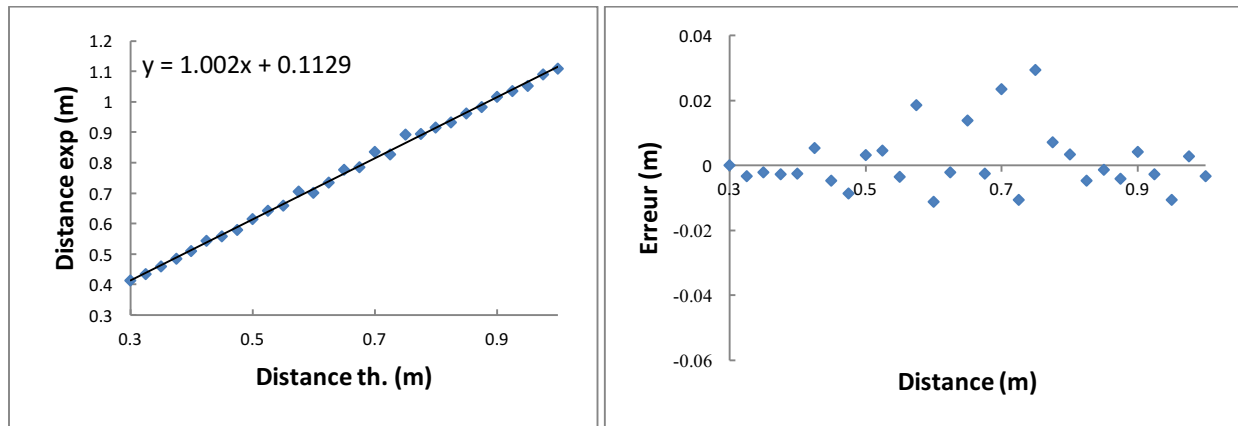 y = 1.002x + 0.1129
1.2
1.1
1
0.9
0.8
0.7
0.6
0.5
0.4
0.3
0.3 0.5 0.7 0.9
Distance exp (m)
Distance th. (m)
0.04
0.02
0
-0.02
-0.04
-0.06
0.3 0.5 0.7 0.9
Erreur (m)
Distance (m)